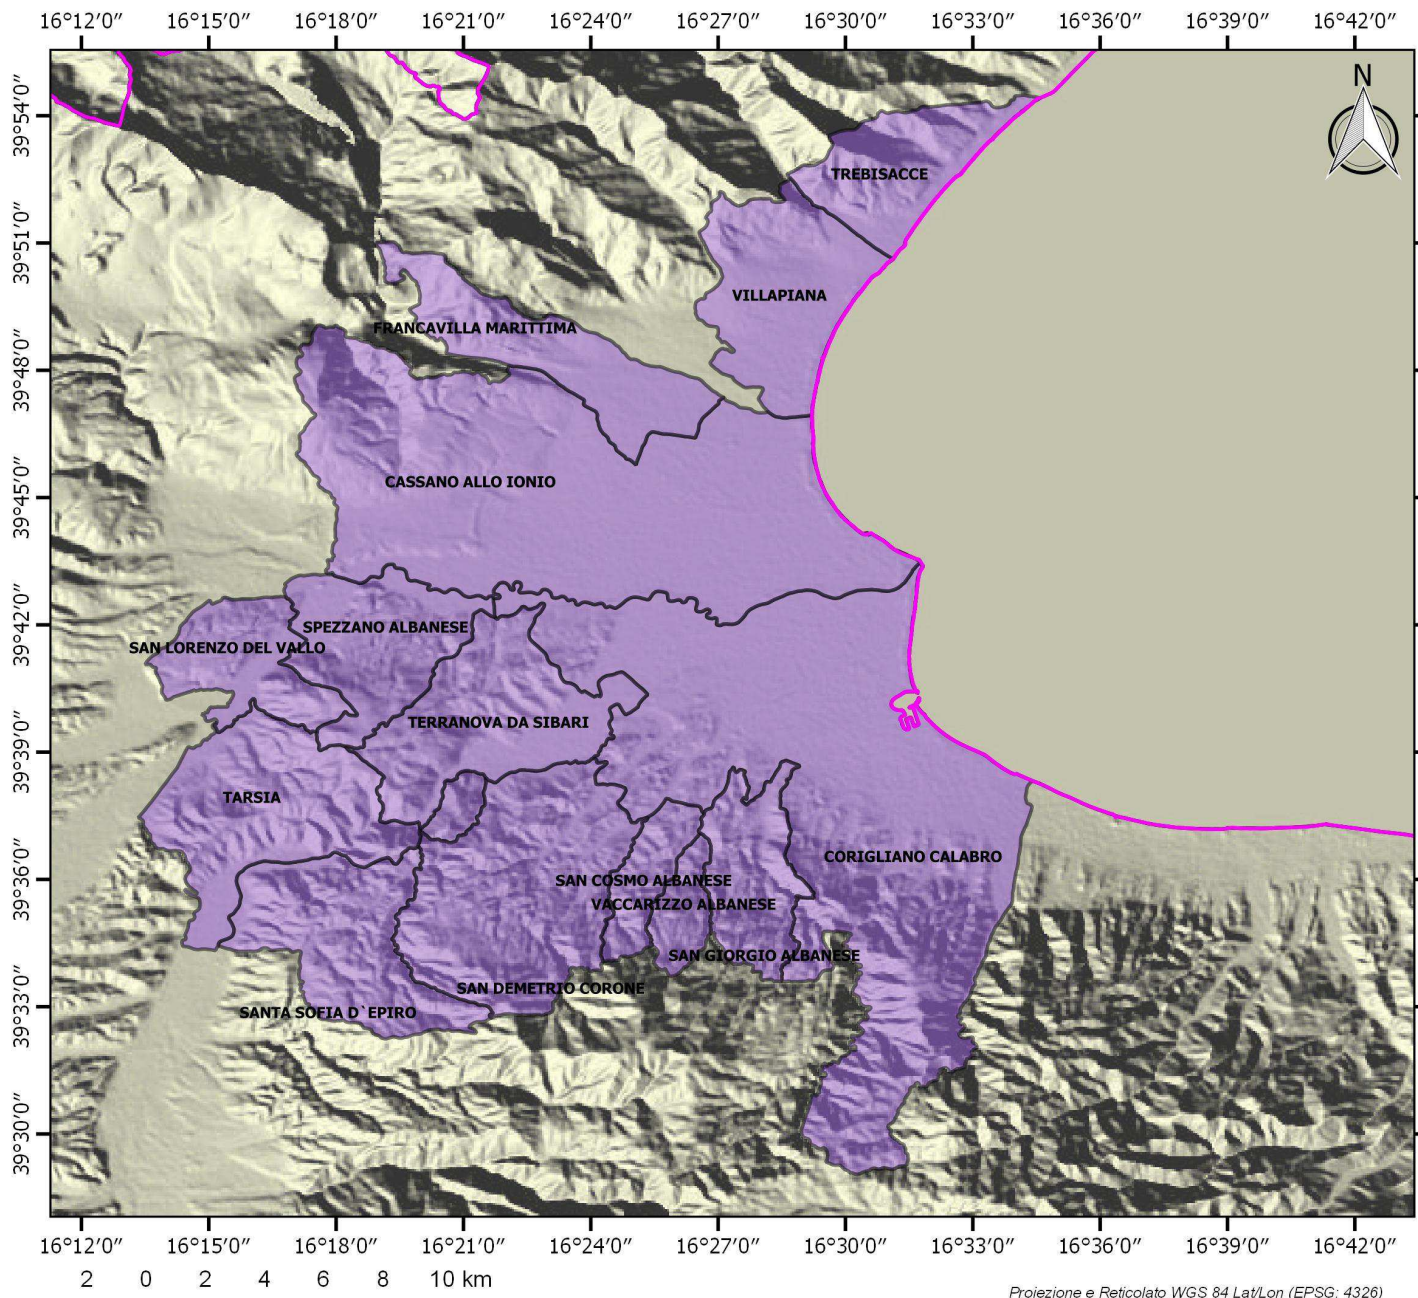 16°12′0″ 16°15′0″ 16°18′0″ 16°21′0″ 16°24′0″ 16°27′0″ 16°30′0″ 16°33′0″ 16°36′0″ 16°39′0″ 16°42′0″
N
39°54′0″
TREBISACCE
39°51′0″
VILLAPIANA
FRANCAVILLA MARITTIMA
39°48′0″
CASSANO ALLO IONIO
39°45′0″
39°42′0″
SPEZZANO ALBANESE
SAN LORENZO DEL VALLO
TERRANOVA DA SIBARI
39°39′0″
TARSIA
CORIGLIANO CALABRO
39°36′0″
SAN COSMO ALBANESE
VACCARIZZO ALBANESE
SAN GIORGIO ALBANESE
SAN DEMETRIO CORONE
39°33′0″
SANTA SOFIA D`EPIRO
39°30′0″
16°12′0″ 16°15′0″ 16°18′0″ 16°21′0″ 16°24′0″ 16°27′0″ 16°30′0″ 16°33′0″ 16°36′0″ 16°39′0″ 16°42′0″
2 0 2 4 6 8 10 km
Proiezione e Reticolato WGS 84 Lat/Lon (EPSG: 4326)